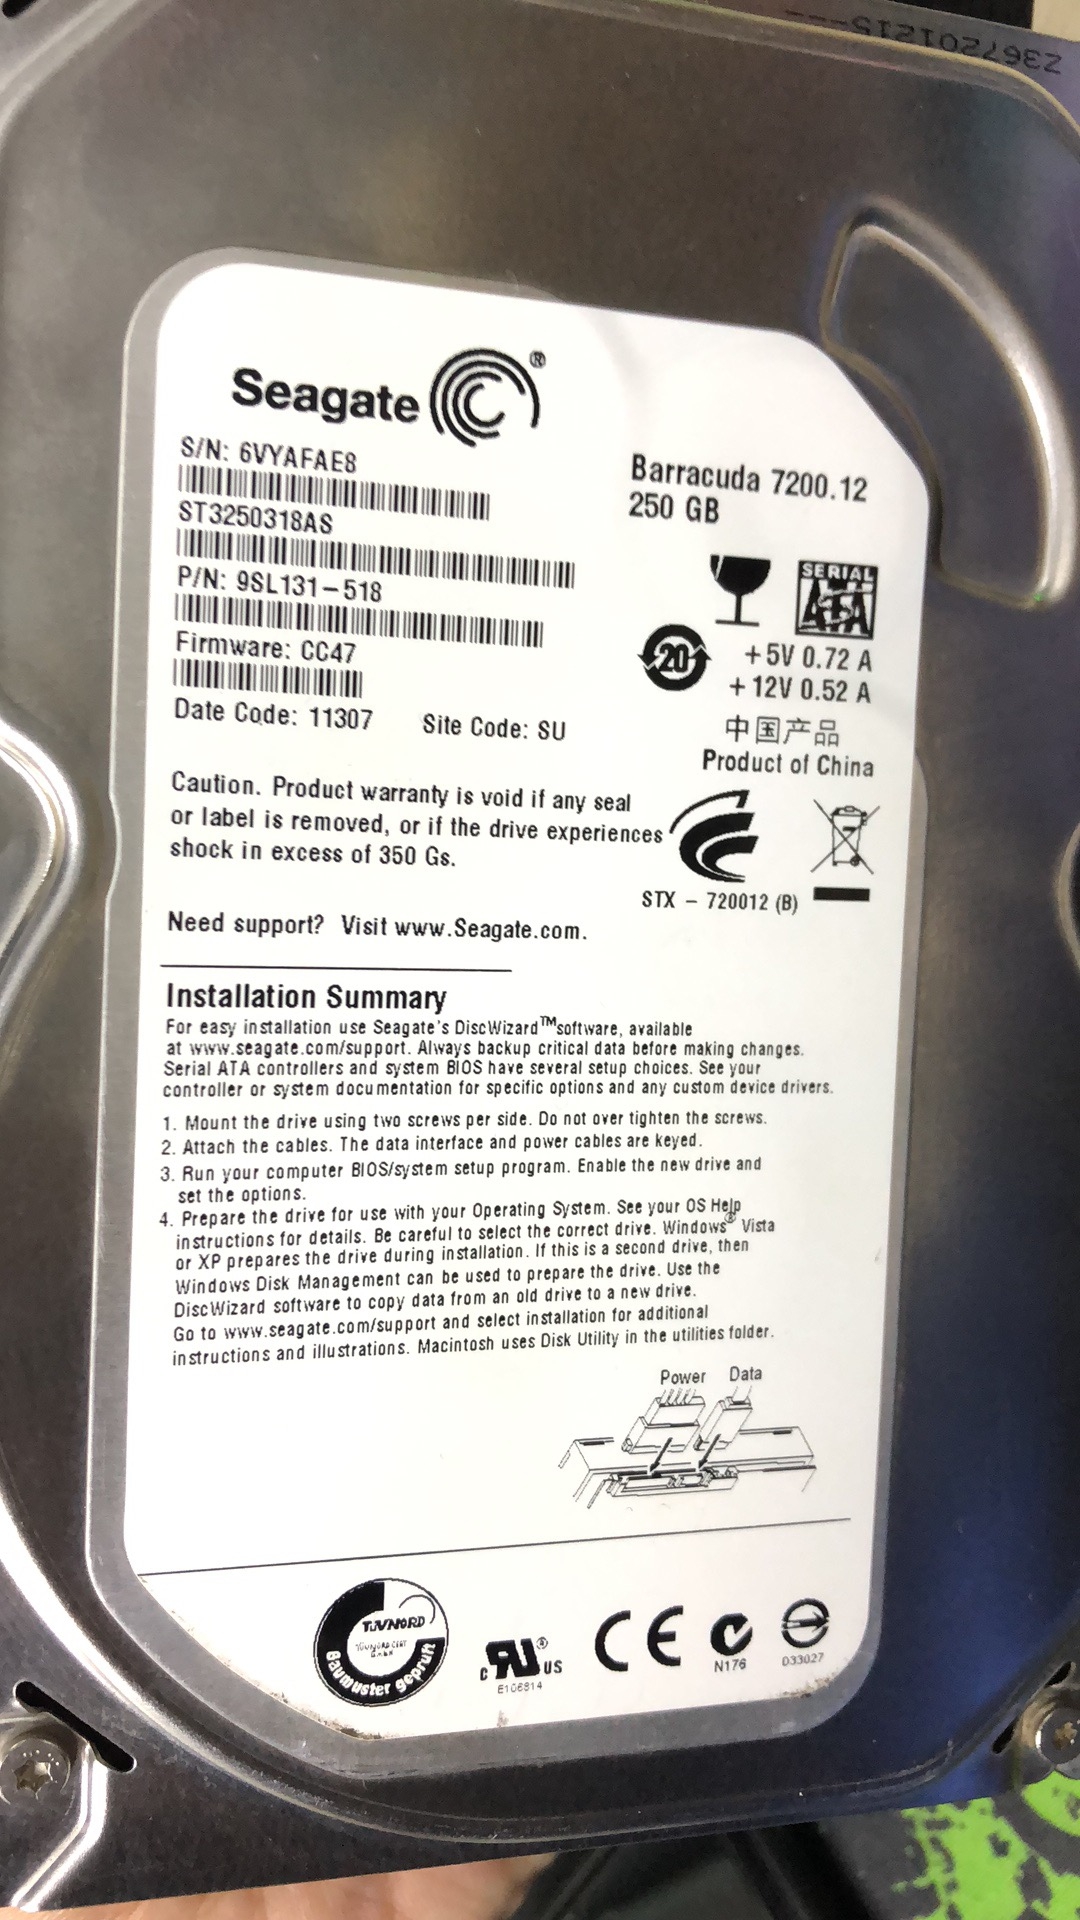 2367201215---
Seagate®
S/N: 6VYAFAE8
ST3250318AS
P/N: 9SL131-518
Firmware: CC47
Date Code: 11307 Site Code: SU
Barracuda 7200.12
250 GB
SERIAL
ATA
20
+5V 0.72 A
+12V 0.52 A
中国产品
Product of China
Caution. Product warranty is void if any seal
or label is removed, or if the drive experiences
shock in excess of 350 Gs.
STX - 720012 (B)
Need support? Visit www.Seagate.com.
Installation Summary
For easy installation use Seagate's DiscWizard™software, available
at www.seagate.com/support. Always backup critical data before making changes.
Serial ATA controllers and system BIOS have several setup choices. See your
controller or system documentation for specific options and any custom device drivers.
1. Mount the drive using two screws per side. Do not over tighten the screws.
2. Attach the cables. The data interface and power cables are keyed.
3. Run your computer BIOS/system setup program. Enable the new drive and
set the options.
4. Prepare the drive for use with your Operating System. See your OS Help
instructions for details. Be careful to select the correct drive. Windows® Vista
or XP prepares the drive during installation. If this is a second drive, then
Windows Disk Management can be used to prepare the drive. Use the
DiscWizard software to copy data from an old drive to a new drive.
Go to www.seagate.com/support and select installation for additional
instructions and illustrations. Macintosh uses Disk Utility in the utilities folder.
Power Data
TÜVNORD
Baumuster geprüft
c RU® US
E106814
CE
N176
D33027